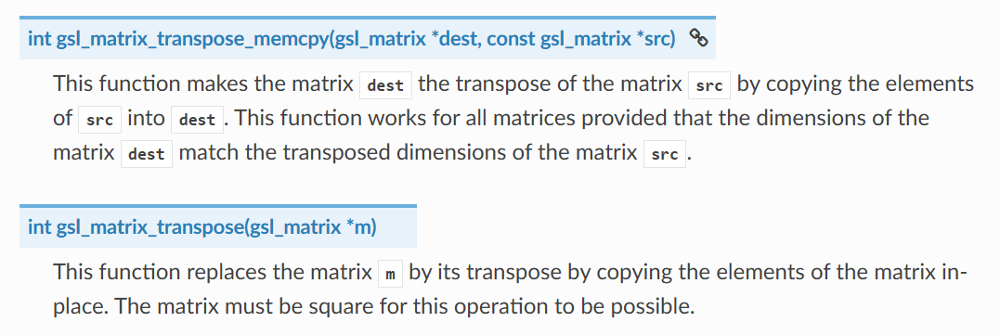 int gsl_matrix_transpose_memcpy(gsl_matrix *dest, const gsl_matrix *src)
This function makes the matrix dest the transpose of the matrix src by copying the elements
of src into dest. This function works for all matrices provided that the dimensions of the
matrix dest match the transposed dimensions of the matrix src.
int gsl_matrix_transpose(gsl_matrix *m)
This function replaces the matrix m by its transpose by copying the elements of the matrix in-
place. The matrix must be square for this operation to be possible.